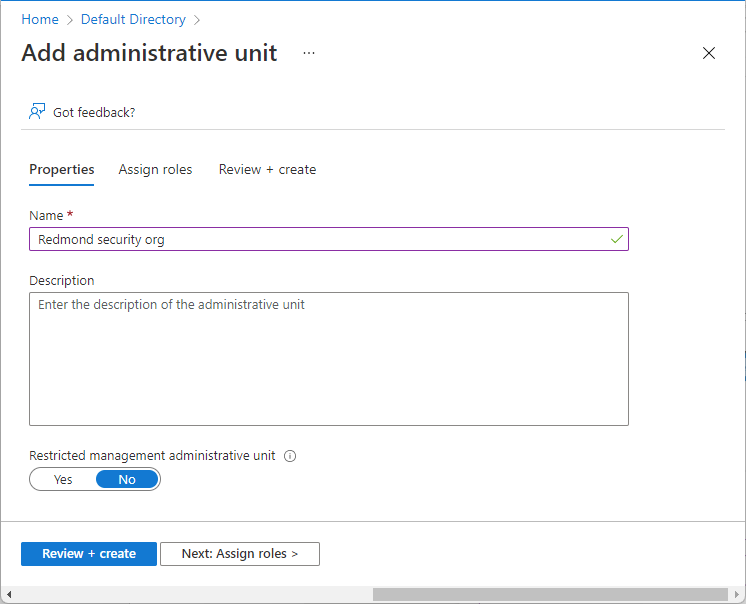 Home > Default Directory >
Add administrative unit ...
Got feedback?
Properties Assign roles Review + create
Name *
Redmond security org
Description
Enter the description of the administrative unit
Restricted management administrative unit
Yes No
Review + create Next: Assign roles >